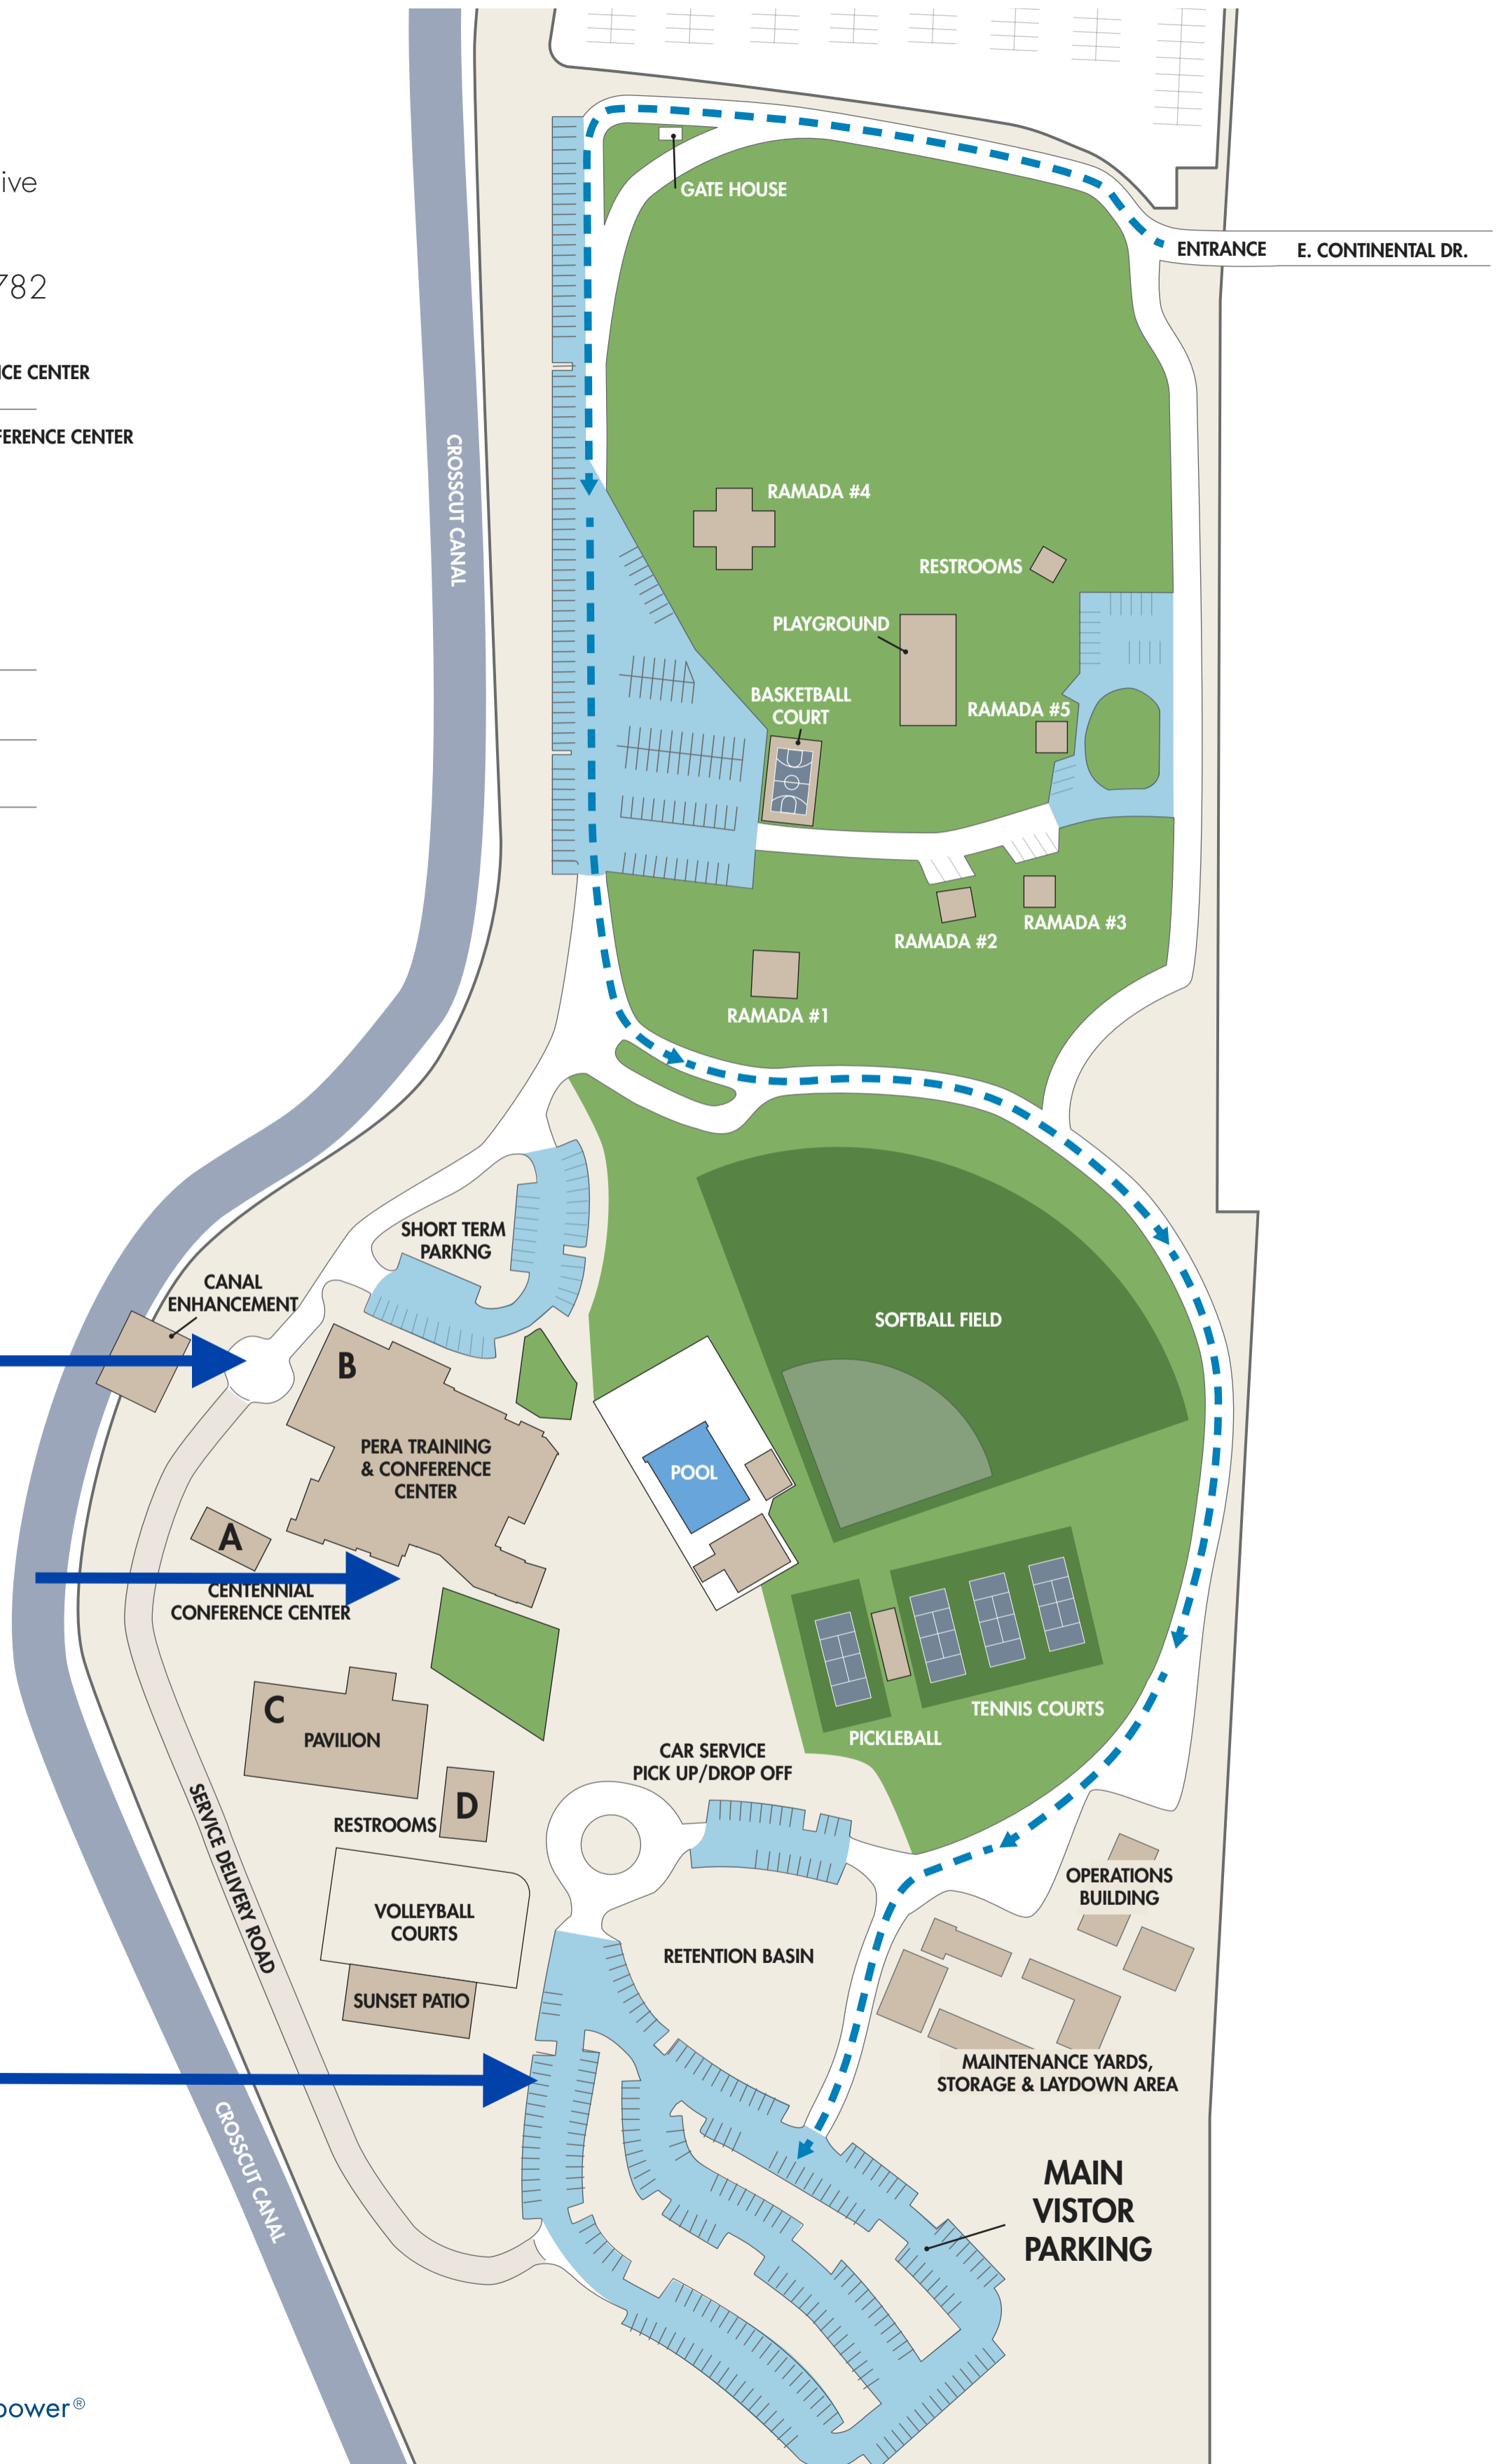 ive
782
CE CENTER
FERENCE CENTER
GATE HOUSE
ENTRANCE
E. CONTINENTAL DR.
CROSSCUT CANAL
RAMADA #4
RESTROOMS
PLAYGROUND
BASKETBALL
COURT
RAMADA #5
RAMADA #2
RAMADA #3
RAMADA #1
SHORT TERM
PARKNG
CANAL
ENHANCEMENT
SOFTBALL FIELD
B
PERA TRAINING
& CONFERENCE
CENTER
POOL
A
CENTENNIAL
CONFERENCE CENTER
TENNIS COURTS
PICKLEBALL
C
PAVILION
CAR SERVICE
PICK UP/DROP OFF
D
RESTROOMS
SERVICE DELIVERY ROAD
OPERATIONS
BUILDING
VOLLEYBALL
COURTS
RETENTION BASIN
SUNSET PATIO
MAINTENANCE YARDS,
STORAGE & LAYDOWN AREA
CROSSCUT CANAL
MAIN
VISTOR
PARKING
power®